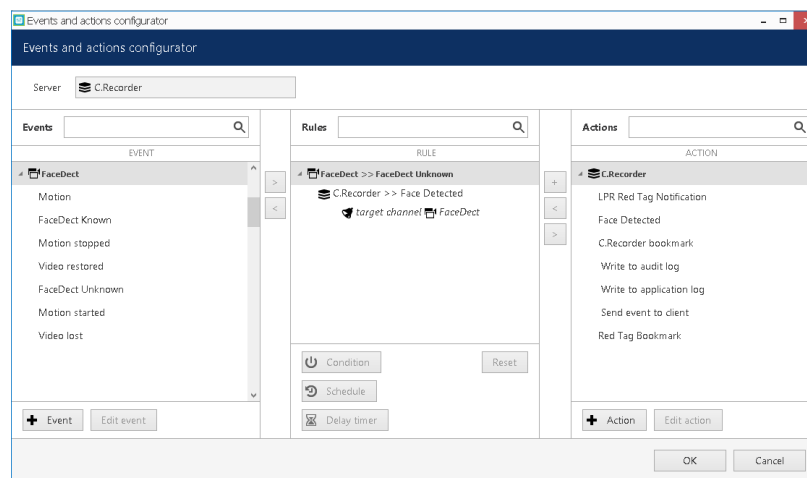 Events and actions configurator
Events and actions configurator
Server C.Recorder
Events
EVENT
FaceDect
Motion
FaceDect Known
Motion stopped
Video restored
FaceDect Unknown
Motion started
Video lost
+ Event Edit event
>
<
Rules
RULE
FaceDect >> FaceDect Unknown
C.Recorder >> Face Detected
target channel FaceDect
Condition Reset
Schedule
Delay timer
+
<
>
Actions
ACTION
C.Recorder
LPR Red Tag Notification
Face Detected
C.Recorder bookmark
Write to audit log
Write to application log
Send event to client
Red Tag Bookmark
+ Action Edit action
OK Cancel